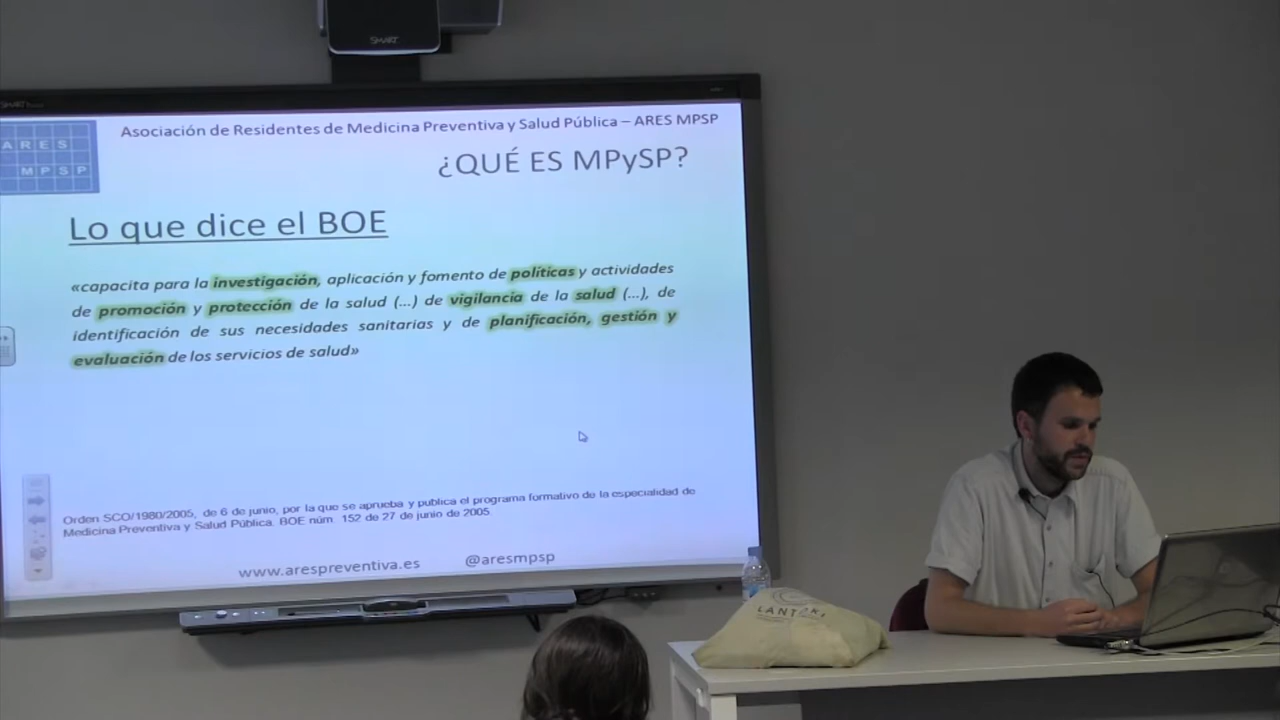 SMART
SMART
Asociación de Residentes de Medicina Preventiva y Salud Pública – ARES MPSP
ARES
MPSP
¿QUÉ ES MPySP?
Lo que dice el BOE
«capacita para la investigación, aplicación y fomento de políticas y actividades
de promoción y protección de la salud (...) de vigilancia de la salud (...), de
identificación de sus necesidades sanitarias y de planificación, gestión y
evaluación de los servicios de salud»
Orden SCO/1980/2005, de 6 de junio, por la que se aprueba y publica el programa formativo de la especialidad de
Medicina Preventiva y Salud Pública. BOE núm. 152 de 27 de junio de 2005.
www.arespreventiva.es @aresmpsp